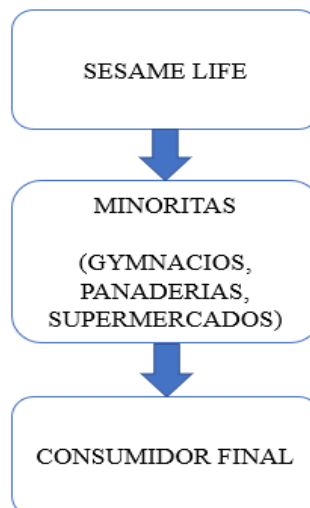 SESAME LIFE
MINORITAS
(GYMNACIOS,
PANADERIAS,
SUPERMERCADOS)
CONSUMIDOR FINAL